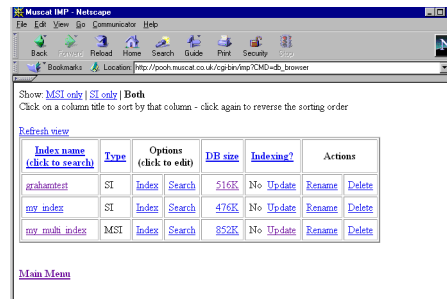 Muscat IMP - Netscape
File Edit View Go Communicator Help
Back Forward Reload Home Search Guide Print Security Stop
Bookmarks Location: http://pooh.muscat.co.uk/cgi-bin/imp?CMD=db_browser
Show: MSI only | SI only | Both
Click on a column title to sort by that column - click again to reverse the sorting order
Refresh view
Index name (click to search) Type Options (click to edit) DB size Indexing? Actions
grahamtest SI Index Search 516K No Update Rename Delete
my_index SI Index Search 476K No Update Rename Delete
my_multi_index MSI Index Search 852K No Update Rename Delete
Main Menu